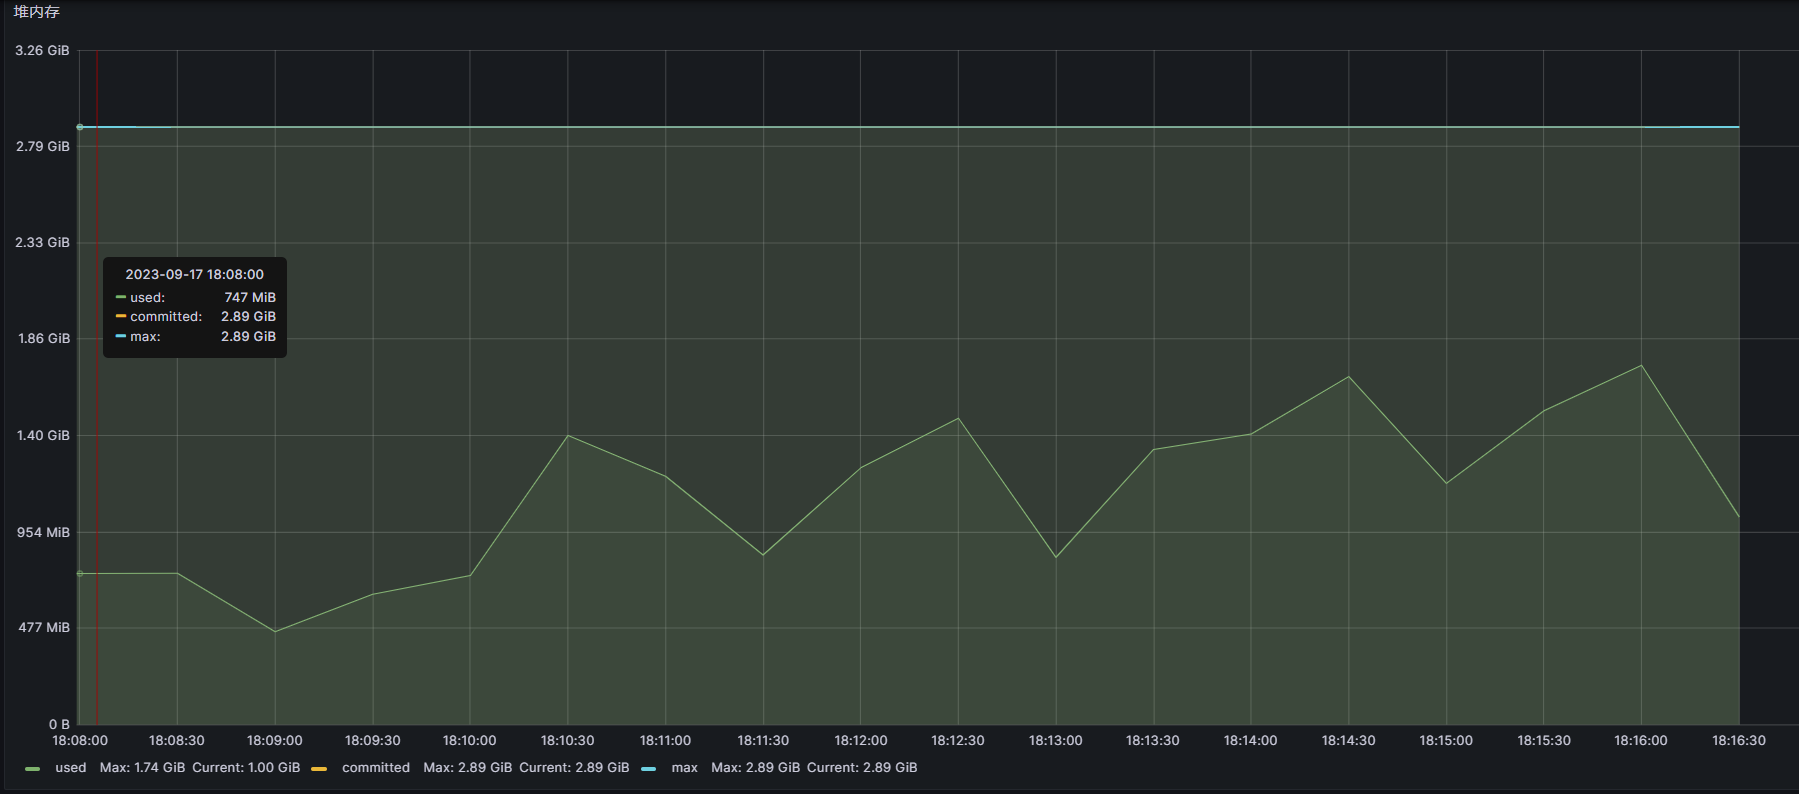 堆内存
3.26 GiB
2.79 GiB
2.33 GiB
1.86 GiB
1.40 GiB
954 MiB
477 MiB
0 B
2023-09-17 18:08:00
used: 747 MiB
committed: 2.89 GiB
max: 2.89 GiB
18:08:00 18:08:30 18:09:00 18:09:30 18:10:00 18:10:30 18:11:00 18:11:30 18:12:00 18:12:30 18:13:00 18:13:30 18:14:00 18:14:30 18:15:00 18:15:30 18:16:00 18:16:30
used Max: 1.74 GiB Current: 1.00 GiB committed Max: 2.89 GiB Current: 2.89 GiB max Max: 2.89 GiB Current: 2.89 GiB